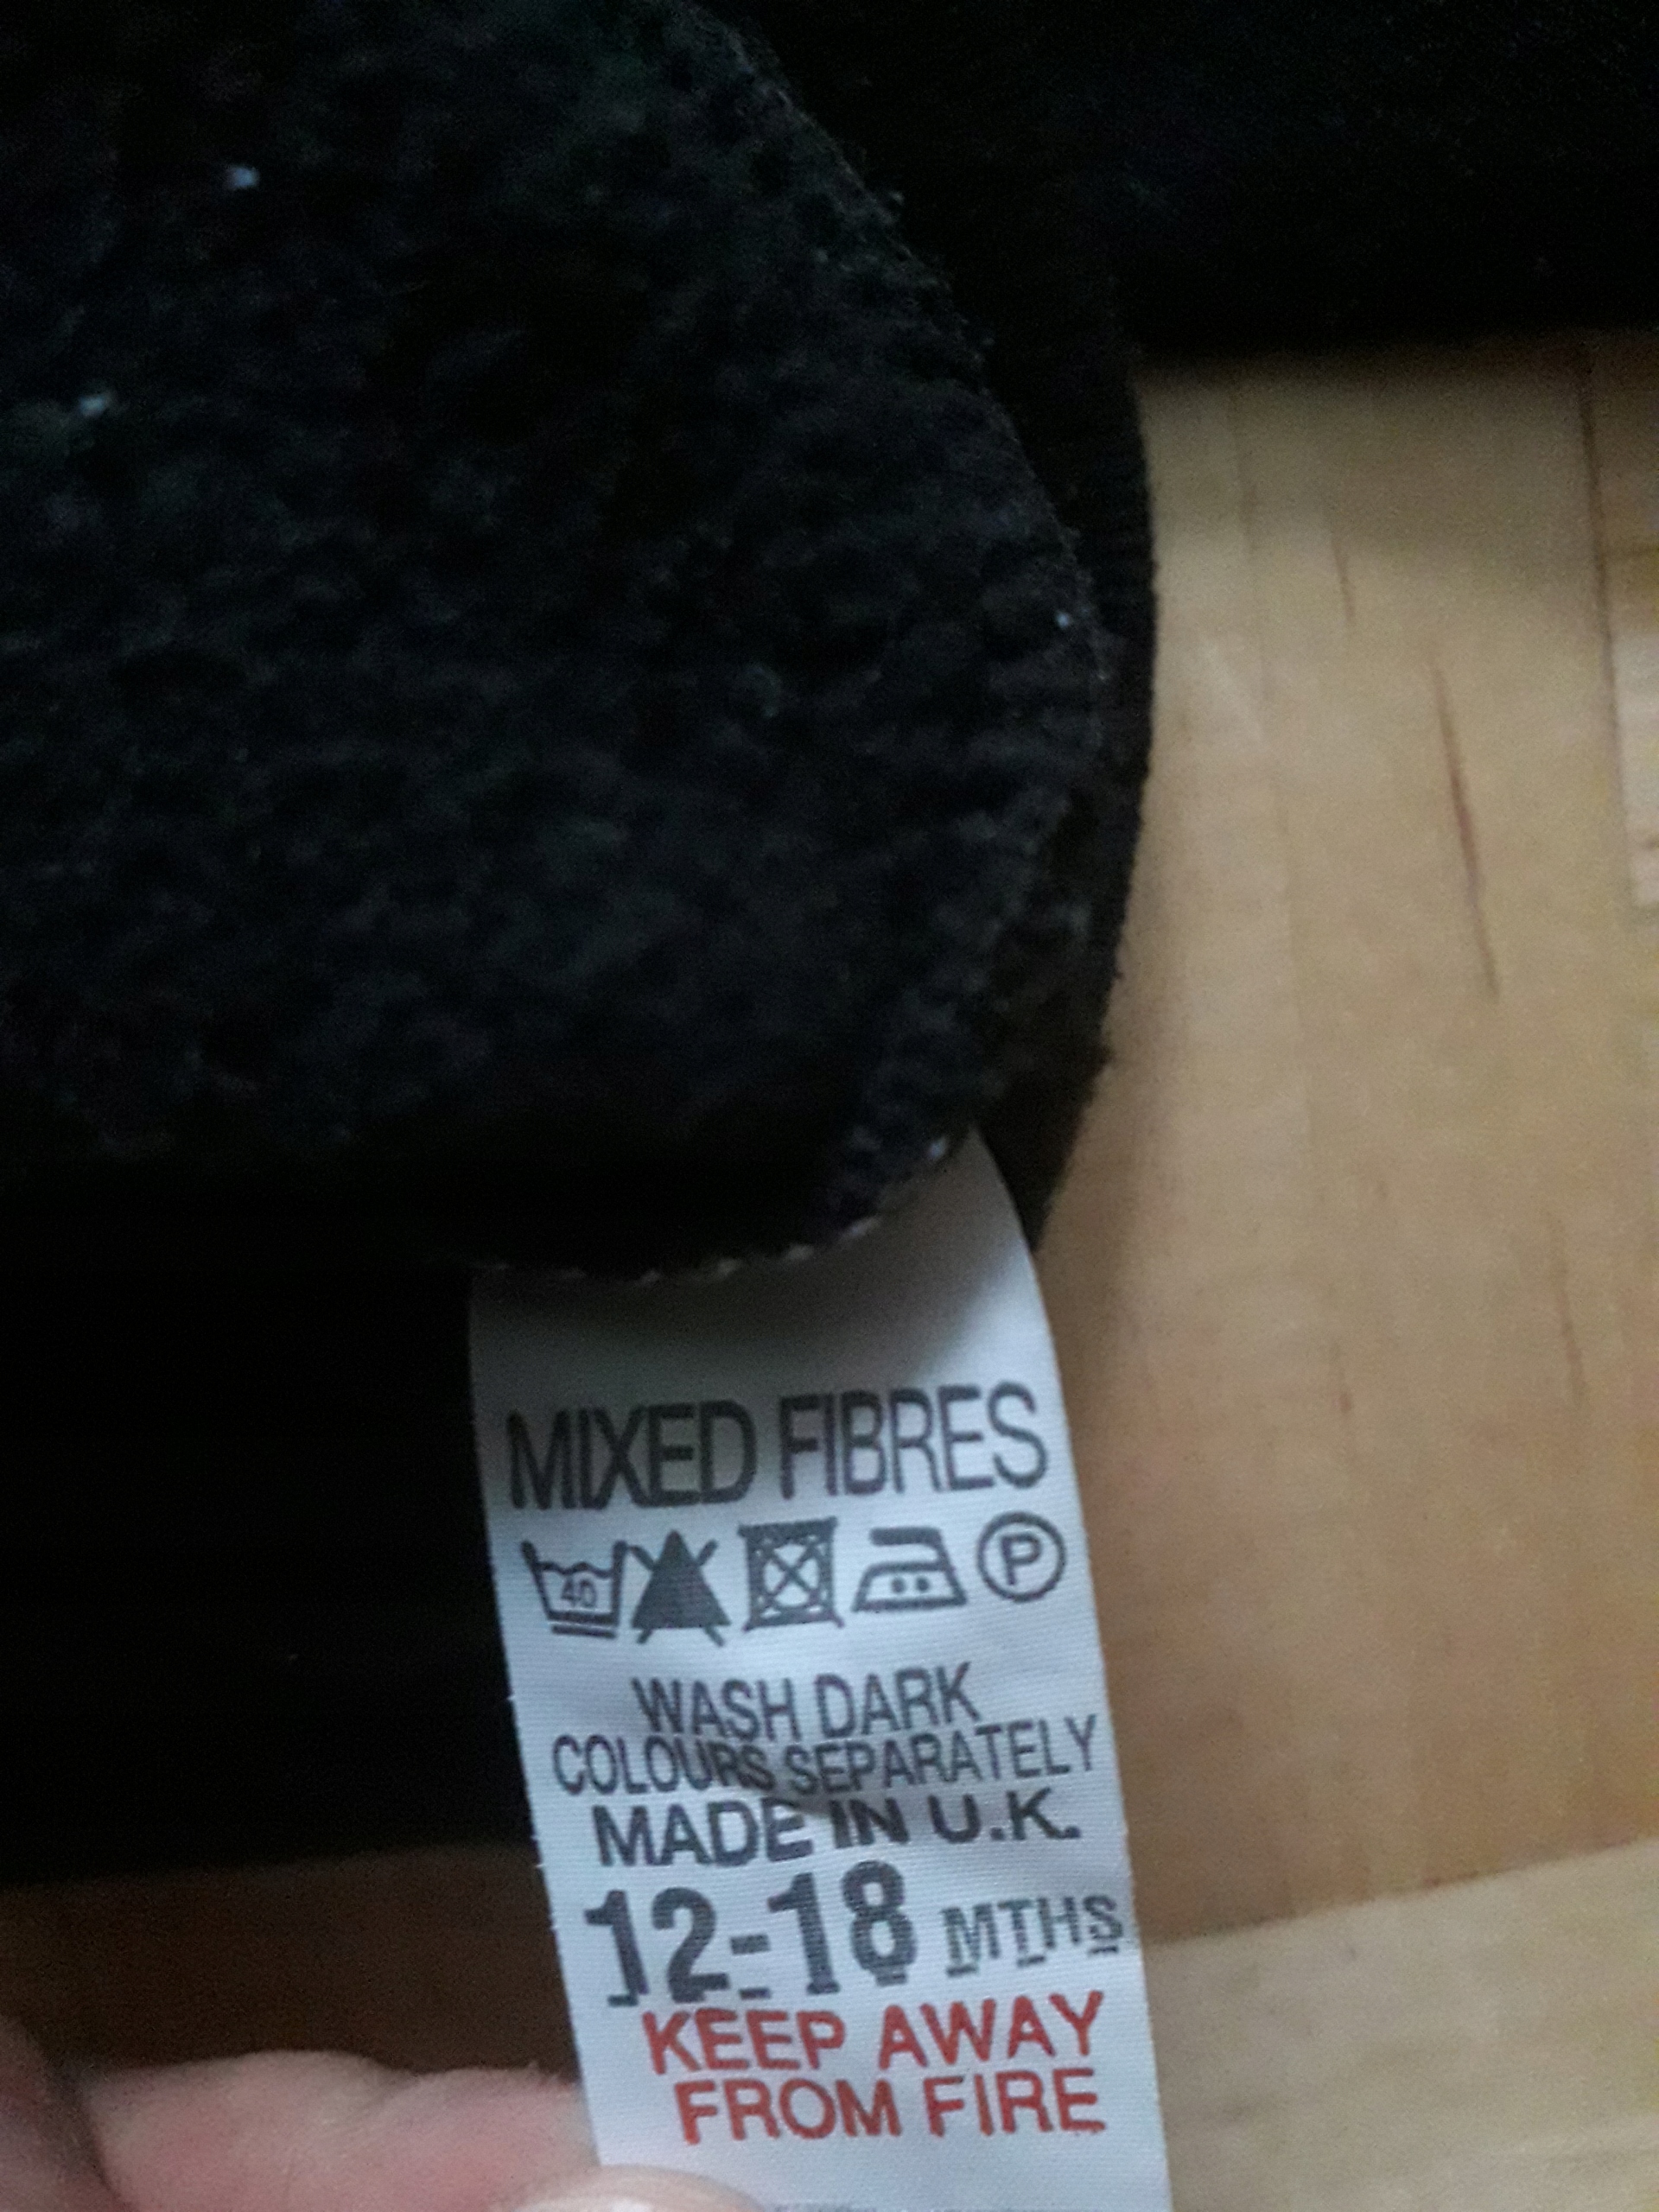 MIXED FIBRES
40 P
WASH DARK
COLOURS SEPARATELY
MADE IN U.K.
12-18 MTHS
KEEP AWAY
FROM FIRE